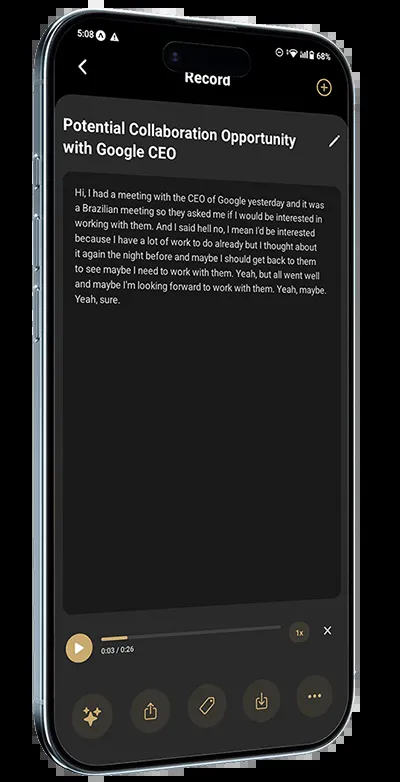 5:08
68%
Record
Potential Collaboration Opportunity
with Google CEO
Hi, I had a meeting with the CEO of Google yesterday and it was
a Brazilian meeting so they asked me if I would be interested in
working with them. And I said hell no, I mean I'd be interested
because I have a lot of work to do already but I thought about
it again the night before and maybe I should get back to them
to see maybe I need to work with them. Yeah, but all went well
and maybe I'm looking forward to work with them. Yeah, maybe.
Yeah, sure.
1x
0:03 / 0:26